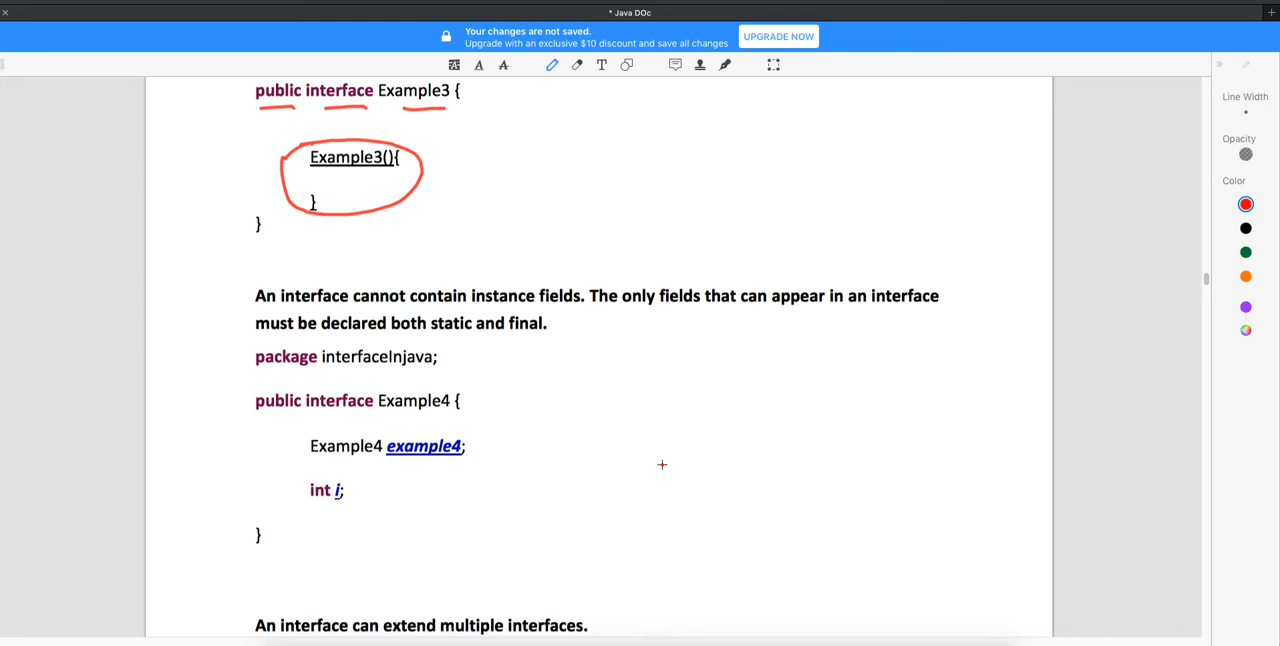 * Java DOc
Your changes are not saved.
Upgrade with an exclusive $10 discount and save all changes
UPGRADE NOW
public interface Example3 {
Example3(){
}
}
An interface cannot contain instance fields. The only fields that can appear in an interface
must be declared both static and final.
package interfaceInjava;
public interface Example4 {
Example4 example4;
int i;
}
An interface can extend multiple interfaces.
Line Width
Opacity
Color